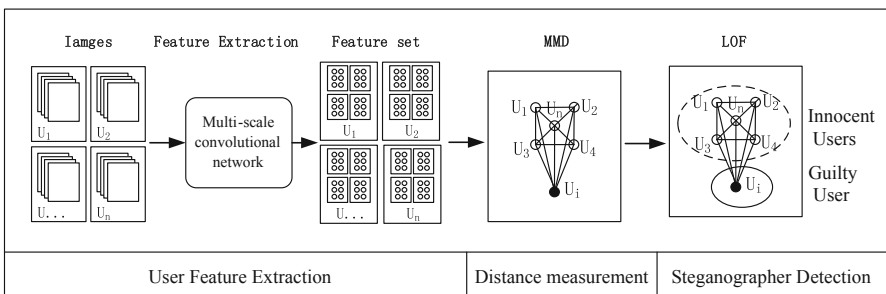 Iamges Feature Extraction Feature set MMD LOF
U1 U2
U... Un
Multi-scale
convolutional
network
U1 U2
U... Un
U1 U2
Un
U3 U4
Ui
U1 U2
Un
U3 U4
Ui
Innocent
Users
Guilty
User
User Feature Extraction Distance measurement Steganographer Detection